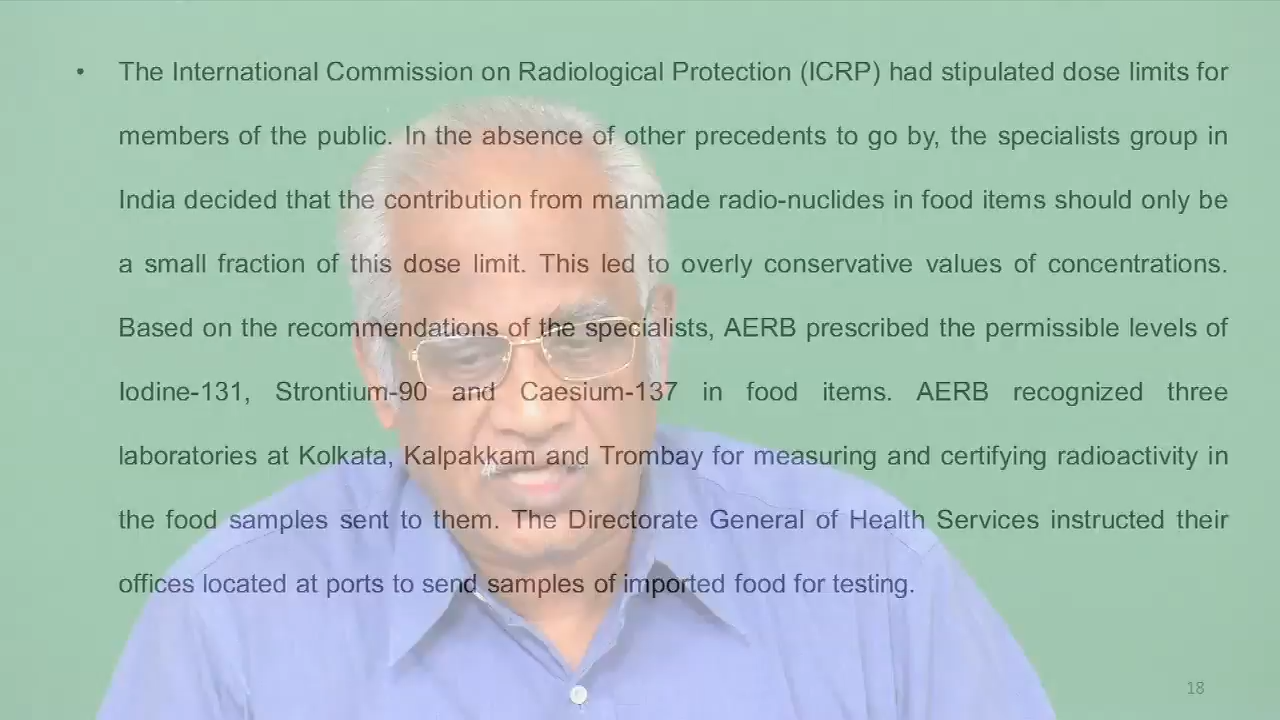 • The International Commission on Radiological Protection (ICRP) had stipulated dose limits for
members of the public. In the absence of other precedents to go by, the specialists group in
India decided that the contribution from manmade radio-nuclides in food items should only be
a small fraction of this dose limit. This led to overly conservative values of concentrations.
Based on the recommendations of the specialists, AERB prescribed the permissible levels of
Iodine-131, Strontium-90 and Caesium-137 in food items. AERB recognized three
laboratories at Kolkata, Kalpakkam and Trombay for measuring and certifying radioactivity in
the food samples sent to them. The Directorate General of Health Services instructed their
offices located at ports to send samples of imported food for testing.
18